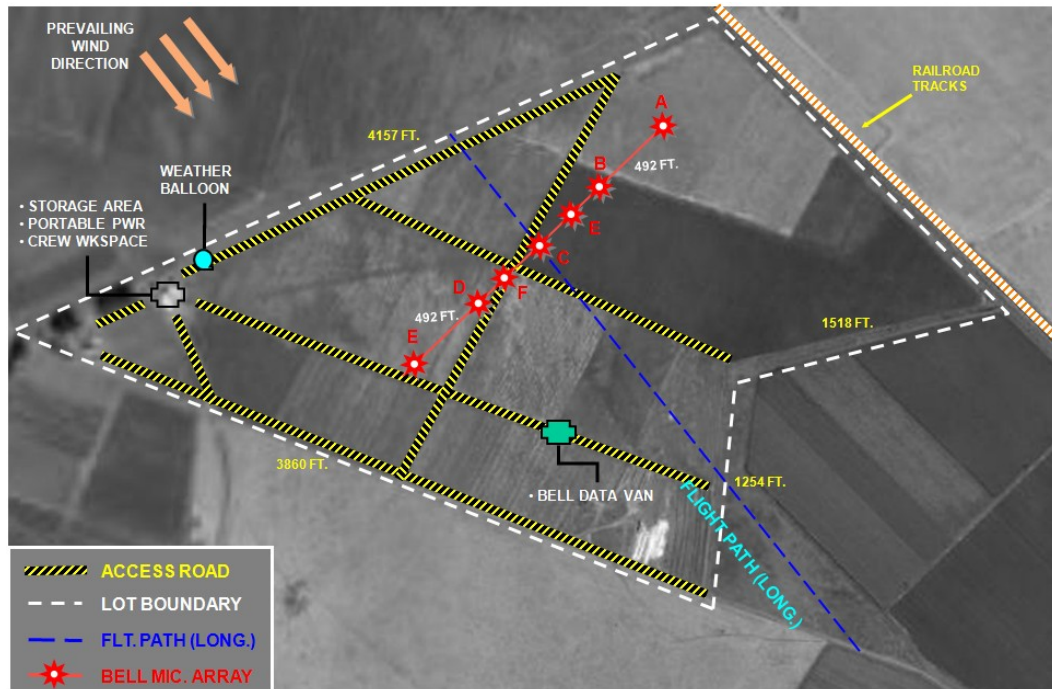 PREVAILING
WIND
DIRECTION
RAILROAD
TRACKS
A
4157 FT.
B
492 FT.
WEATHER
BALLOON
E
• STORAGE AREA
• PORTABLE PWR
• CREW WKSPACE
C
D
F
492 FT.
1518 FT.
E
3860 FT.
1254 FT.
• BELL DATA VAN
FLIGHT PATH (LONG.)
ACCESS ROAD
LOT BOUNDARY
FLT. PATH (LONG.)
BELL MIC. ARRAY